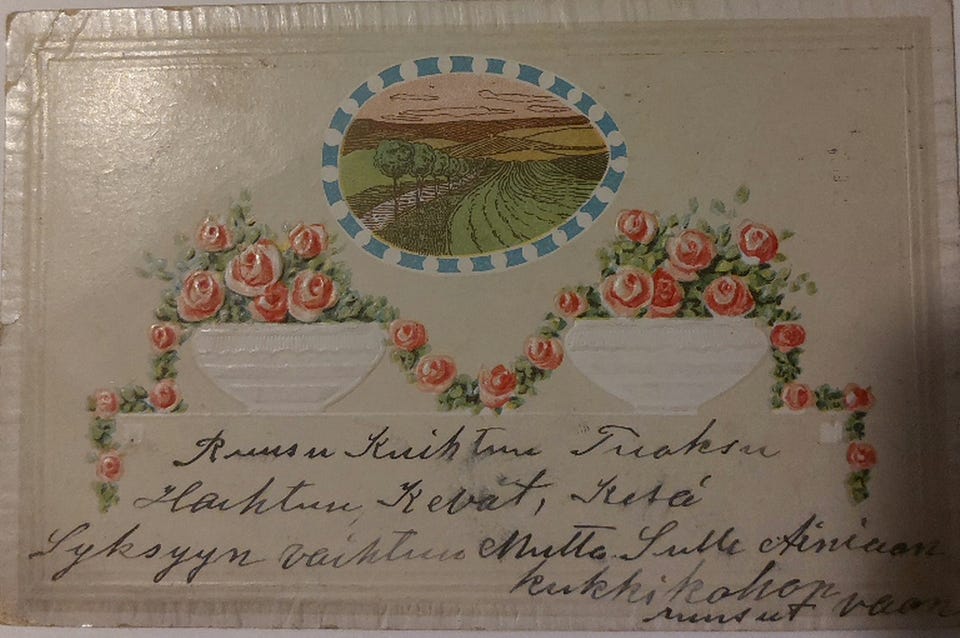 Ruusu Kuihtuu Tuoksu
Haihtuu, Kevät, Kesä
Syksyyn vaihtuu Mutta Sulle Ainiaan
kukkikohon vaan
ruusut